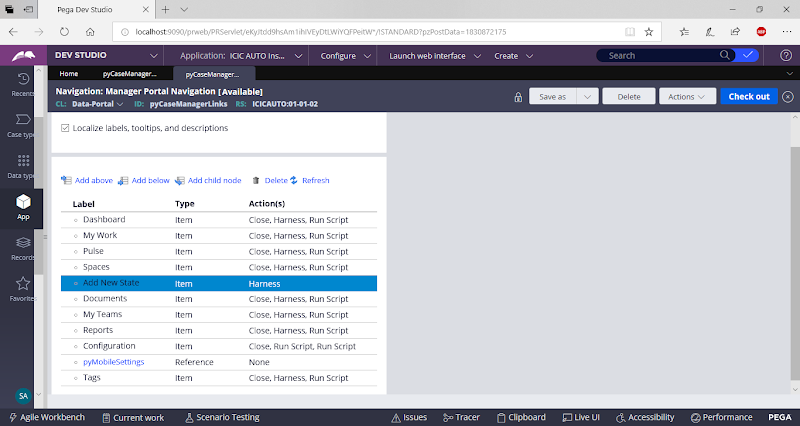 Pega Dev Studio
localhost:9090/prweb/PRServlet/eKyJtdd9hsAm1ihIVEyDtLWiYQFPeitW*/!STANDARD?pzPostData=1830872175
DEV STUDIO
Application: ICIC AUTO Ins...
Configure
Launch web interface
Create
Search
Home
pyCaseManager...
pyCaseManager...
Recents
Case type
Data type
App
Records
Favorite
SA
Navigation: Manager Portal Navigation [Available]
CL: Data-Portal ID: pyCaseManagerLinks RS: ICICAUTO:01-01-02
Save as
Delete
Actions
Check out
Localize labels, tooltips, and descriptions
Add above Add below Add child node Delete Refresh
Label Type Action(s)
Dashboard Item Close, Harness, Run Script
My Work Item Close, Harness, Run Script
Pulse Item Close, Harness, Run Script
Spaces Item Close, Harness, Run Script
Add New State Item Harness
Documents Item Close, Harness, Run Script
My Teams Item Close, Harness, Run Script
Reports Item Close, Harness, Run Script
Configuration Item Close, Run Script, Run Script
pyMobileSettings Reference None
Tags Item Close, Harness, Run Script
Agile Workbench Current work Scenario Testing Issues Tracer Clipboard Live UI Accessibility Performance PEGA